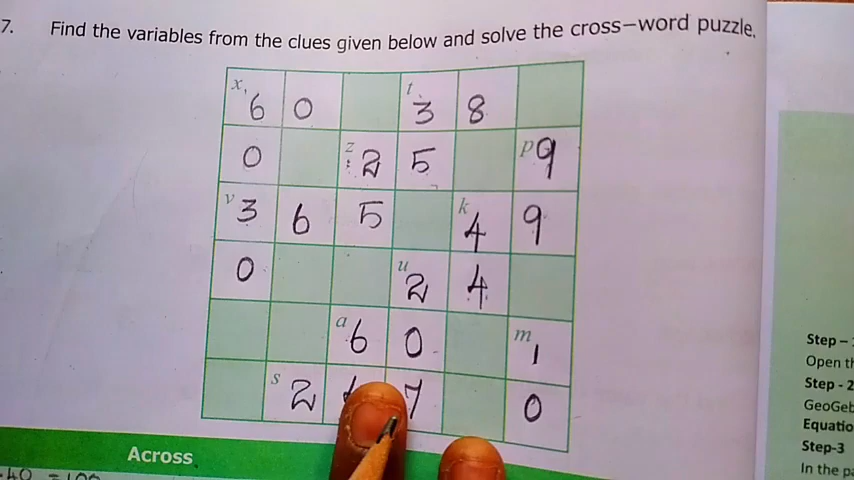 7. Find the variables from the clues given below and solve the cross-word puzzle.
x, 6 0 t 3 8
0 z 2 5 p 9
v 3 6 5 k 4 9
0 u 2 4
a 6 0 m 1
s 2 7 0
Across
Step –
Open th
Step - 2
GeoGeb
Equatio
Step-3
In the pa